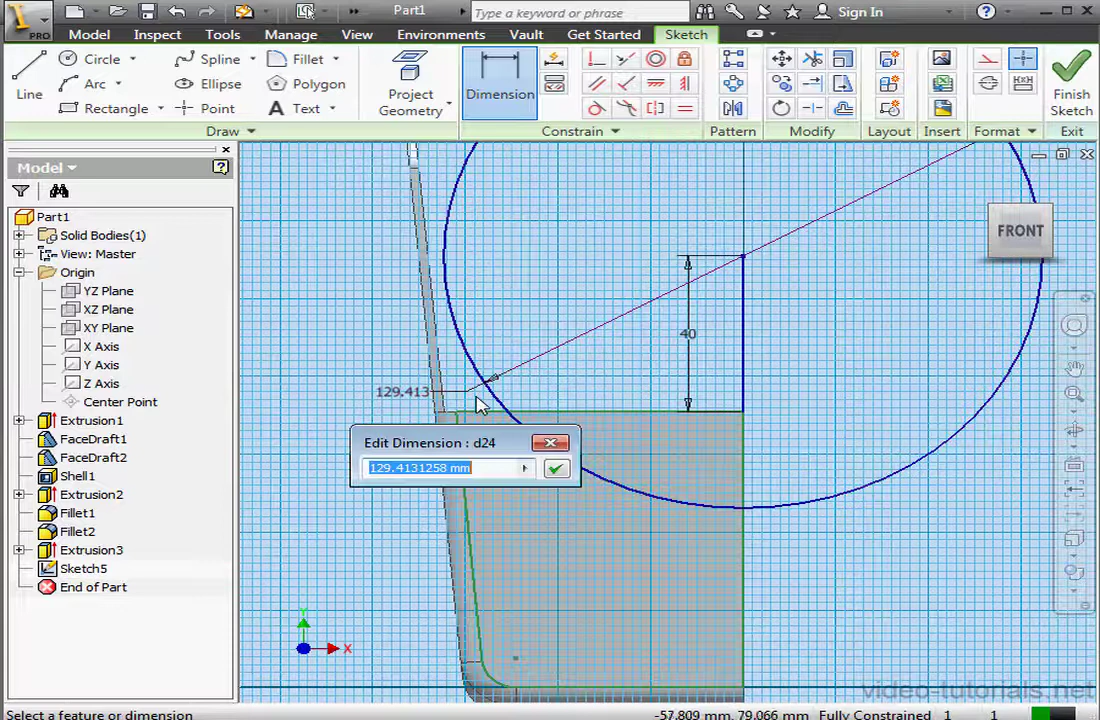 Part1
Type a keyword or phrase
Sign In
PRO
Model Inspect Tools Manage View Environments Vault Get Started Sketch
Line
Circle
Arc
Rectangle
Spline
Ellipse
Point
Fillet
Polygon
Text
Project Geometry
Dimension
Finish Sketch
Draw
Constrain
Pattern
Modify
Layout
Insert
Format
Exit
Model
Part1
Solid Bodies(1)
View: Master
Origin
YZ Plane
XZ Plane
XY Plane
X Axis
Y Axis
Z Axis
Center Point
Extrusion1
FaceDraft1
FaceDraft2
Shell1
Extrusion2
Fillet1
Fillet2
Extrusion3
Sketch5
End of Part
FRONT
40
129.413
Edit Dimension : d24
129.4131258 mm
Y
X
video-tutorials.net
Select a feature or dimension
-57.809 mm, 79.066 mm Fully Constrained 1 1